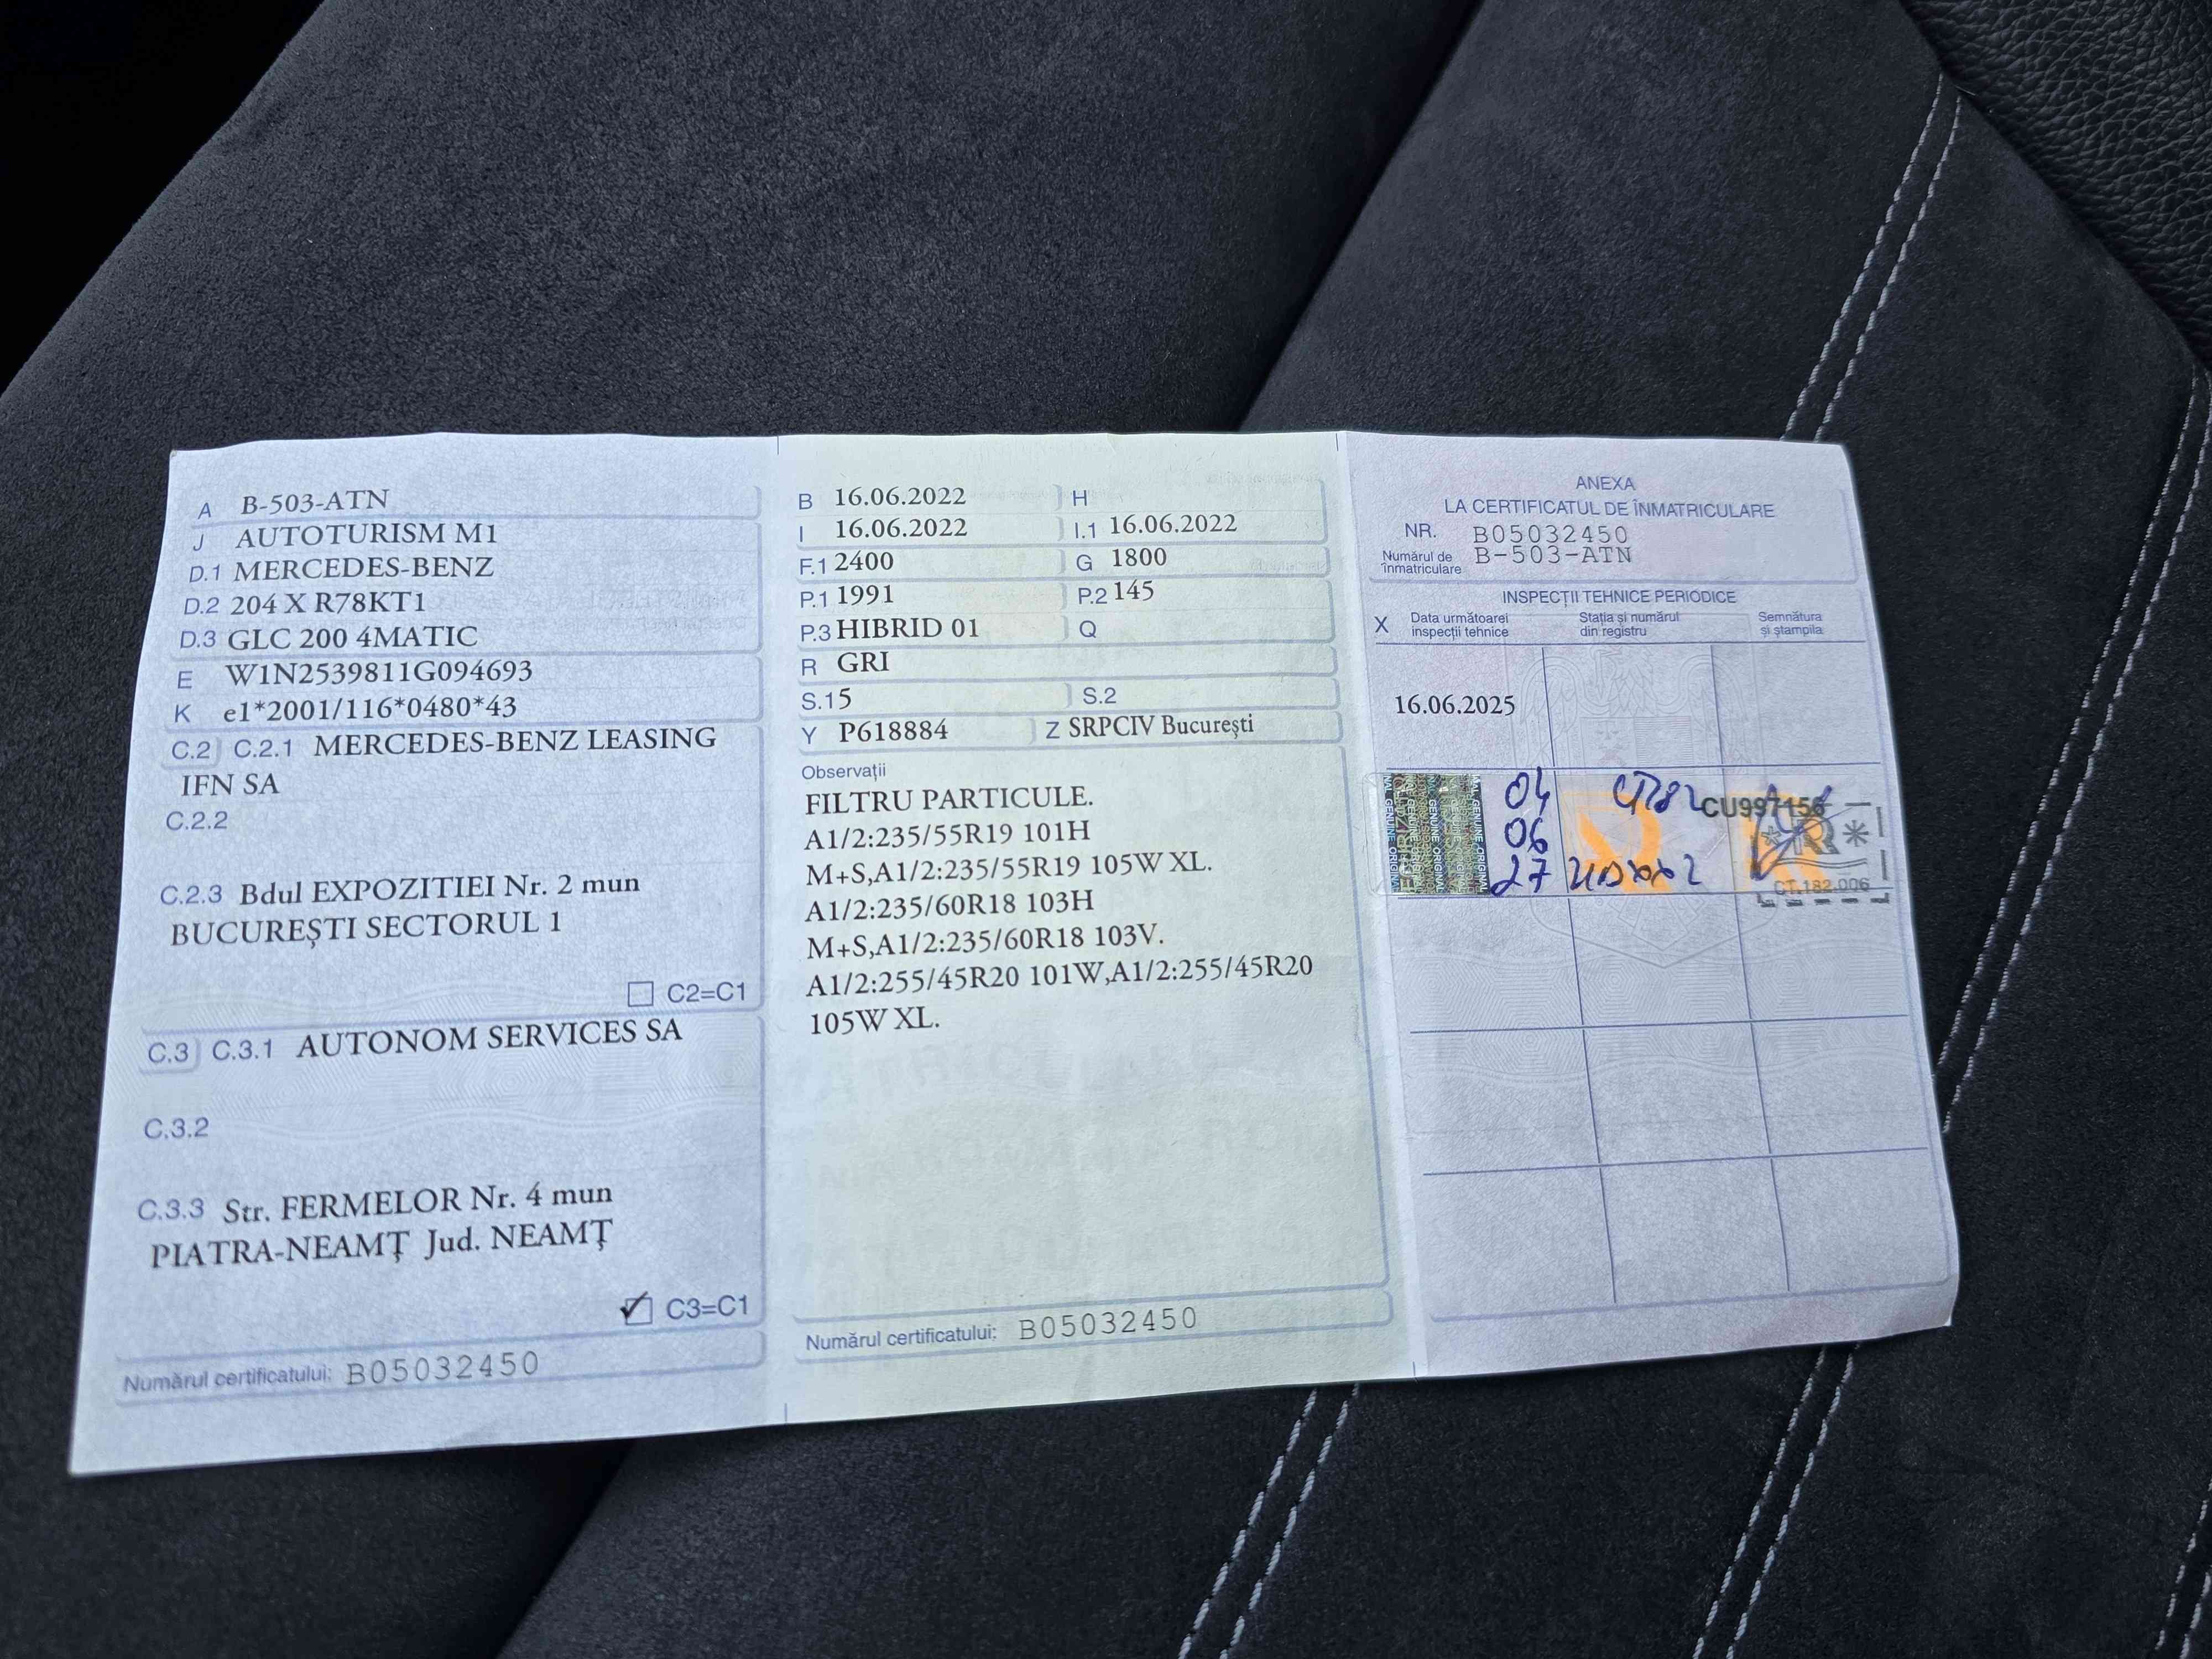 A B-503-ATN
J AUTOTURISM M1
D.1 MERCEDES-BENZ
D.2 204 X R78KT1
D.3 GLC 200 4MATIC
E W1N2539811G094693
K e1*2001/116*0480*43
C.2 C.2.1 MERCEDES-BENZ LEASING
IFN SA
C.2.2
C.2.3 Bdul EXPOZITIEI Nr. 2 mun
BUCUREŞTI SECTORUL 1
C2=C1
C.3 C.3.1 AUTONOM SERVICES SA
C.3.2
C.3.3 Str. FERMELOR Nr. 4 mun
PIATRA-NEAMŢ Jud. NEAMŢ
C3=C1
Numărul certificatului: B05032450
B 16.06.2022 H
I 16.06.2022 I.1 16.06.2022
F.1 2400 G 1800
P.1 1991 P.2 145
P.3 HIBRID 01 Q
R GRI
S.1 5 S.2
Y P618884 Z SRPCIV Bucureşti
Observaţii
FILTRU PARTICULE.
A1/2:235/55R19 101H
M+S,A1/2:235/55R19 105W XL.
A1/2:235/60R18 103H
M+S,A1/2:235/60R18 103V.
A1/2:255/45R20 101W,A1/2:255/45R20
105W XL.
Numărul certificatului: B05032450
ANEXA
LA CERTIFICATUL DE ÎNMATRICULARE
NR. B05032450
Numărul de
înmatriculare B-503-ATN
INSPECŢII TEHNICE PERIODICE
X Data următoarei
inspecţii tehnice
Staţia şi numărul
din registru
Semnătura
şi ştampila
16.06.2025
04
06
27
CU997156
CT.182.006